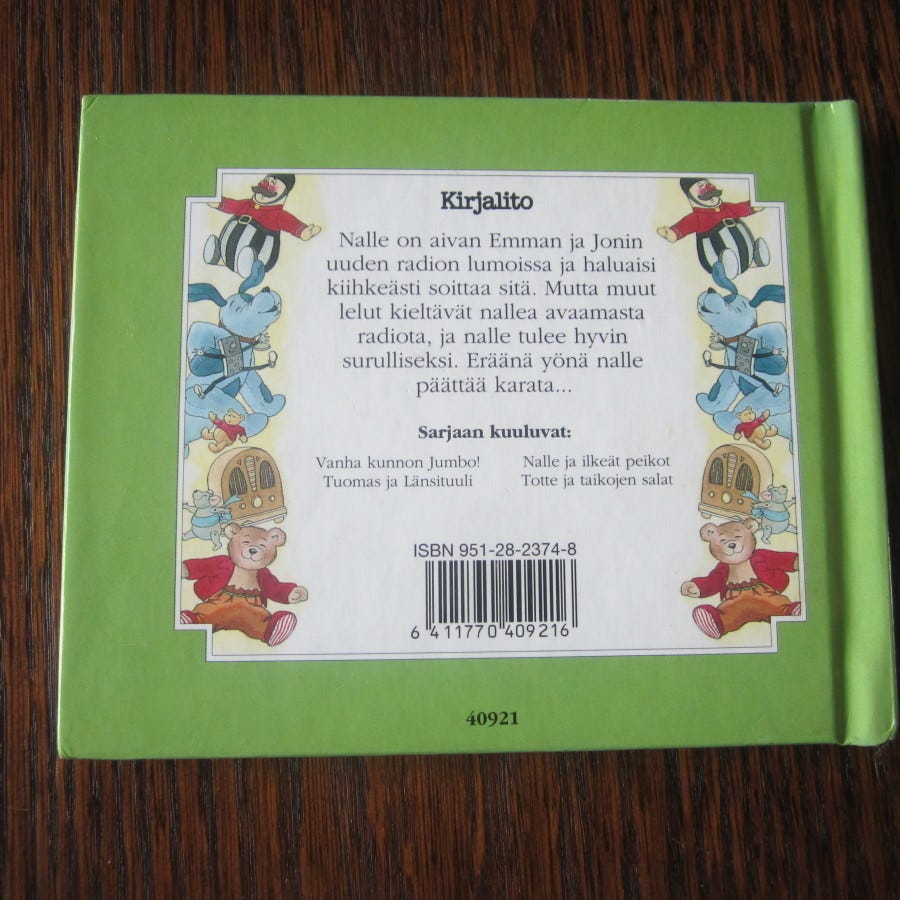 Kirjalito
Nalle on aivan Emman ja Jonin
uuden radion lumoissa ja haluaisi
kiihkeästi soittaa sitä. Mutta muut
lelut kieltävät nallea avaamasta
radiota, ja nalle tulee hyvin
surulliseksi. Eräänä yönä nalle
päättää karata...
Sarjaan kuuluvat:
Vanha kunnon Jumbo!
Tuomas ja Länsituuli
Nalle ja ilkeät peikot
Totte ja taikojen salat
ISBN 951-28-2374-8
6 411770 409216
40921